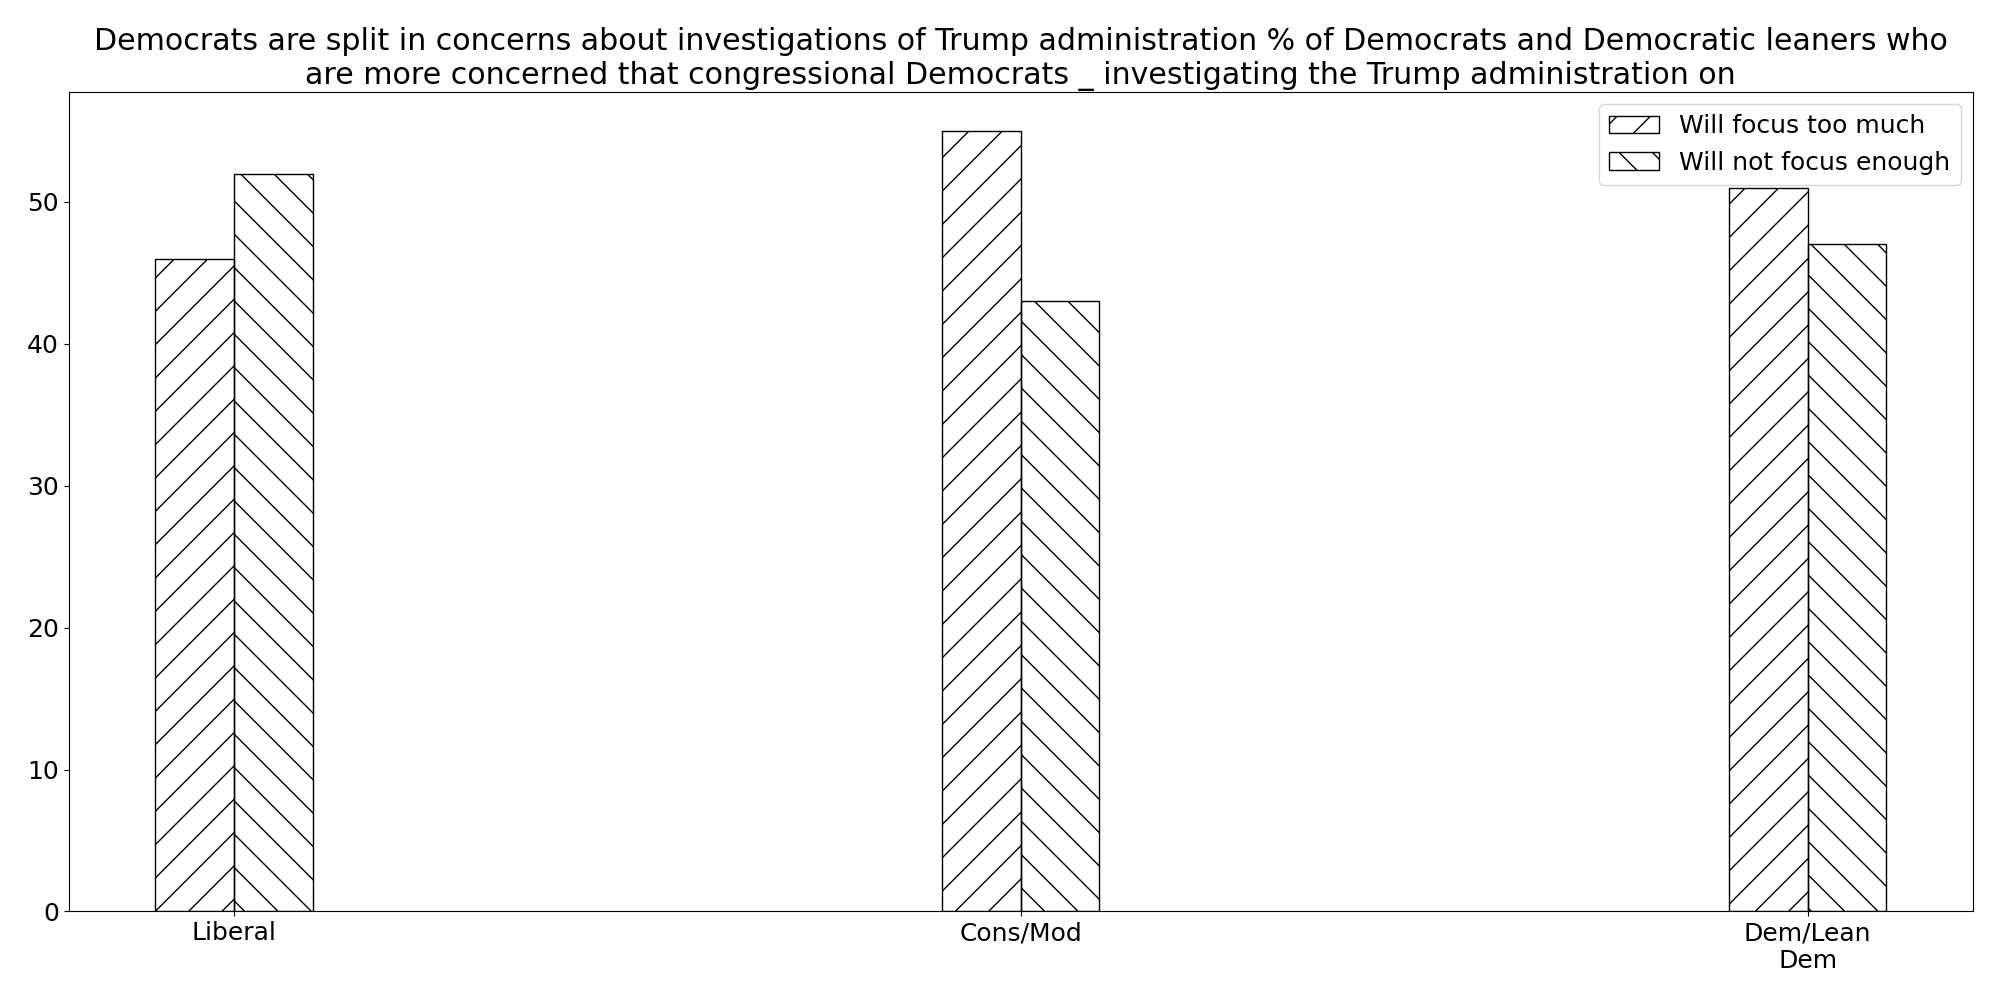 Democrats are split in concerns about investigations of Trump administration % of Democrats and Democratic leaners who
are more concerned that congressional Democrats _ investigating the Trump administration on
Will focus too much
Will not focus enough
50
40
30
20
10
0
Liberal
Cons/Mod
Dem/Lean
Dem